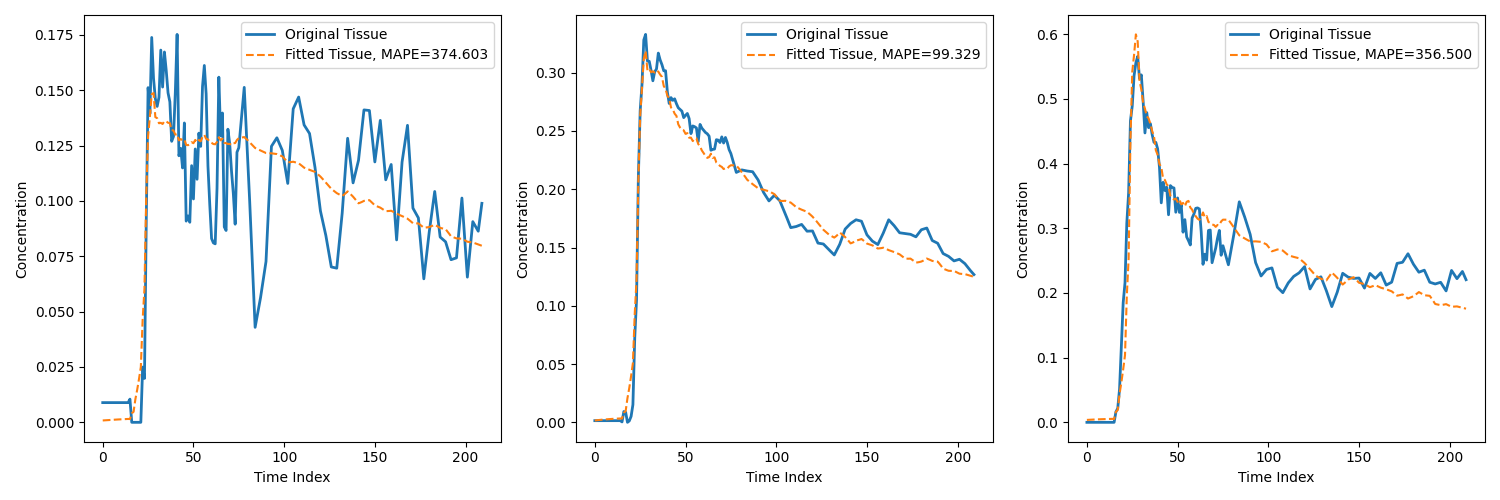 Original Tissue
Fitted Tissue, MAPE=374.603
Concentration
0.175
0.150
0.125
0.100
0.075
0.050
0.025
0.000
0 50 100 150 200
Time Index
Original Tissue
Fitted Tissue, MAPE=99.329
Concentration
0.30
0.25
0.20
0.15
0.10
0.05
0.00
0 50 100 150 200
Time Index
Original Tissue
Fitted Tissue, MAPE=356.500
Concentration
0.6
0.5
0.4
0.3
0.2
0.1
0.0
0 50 100 150 200
Time Index